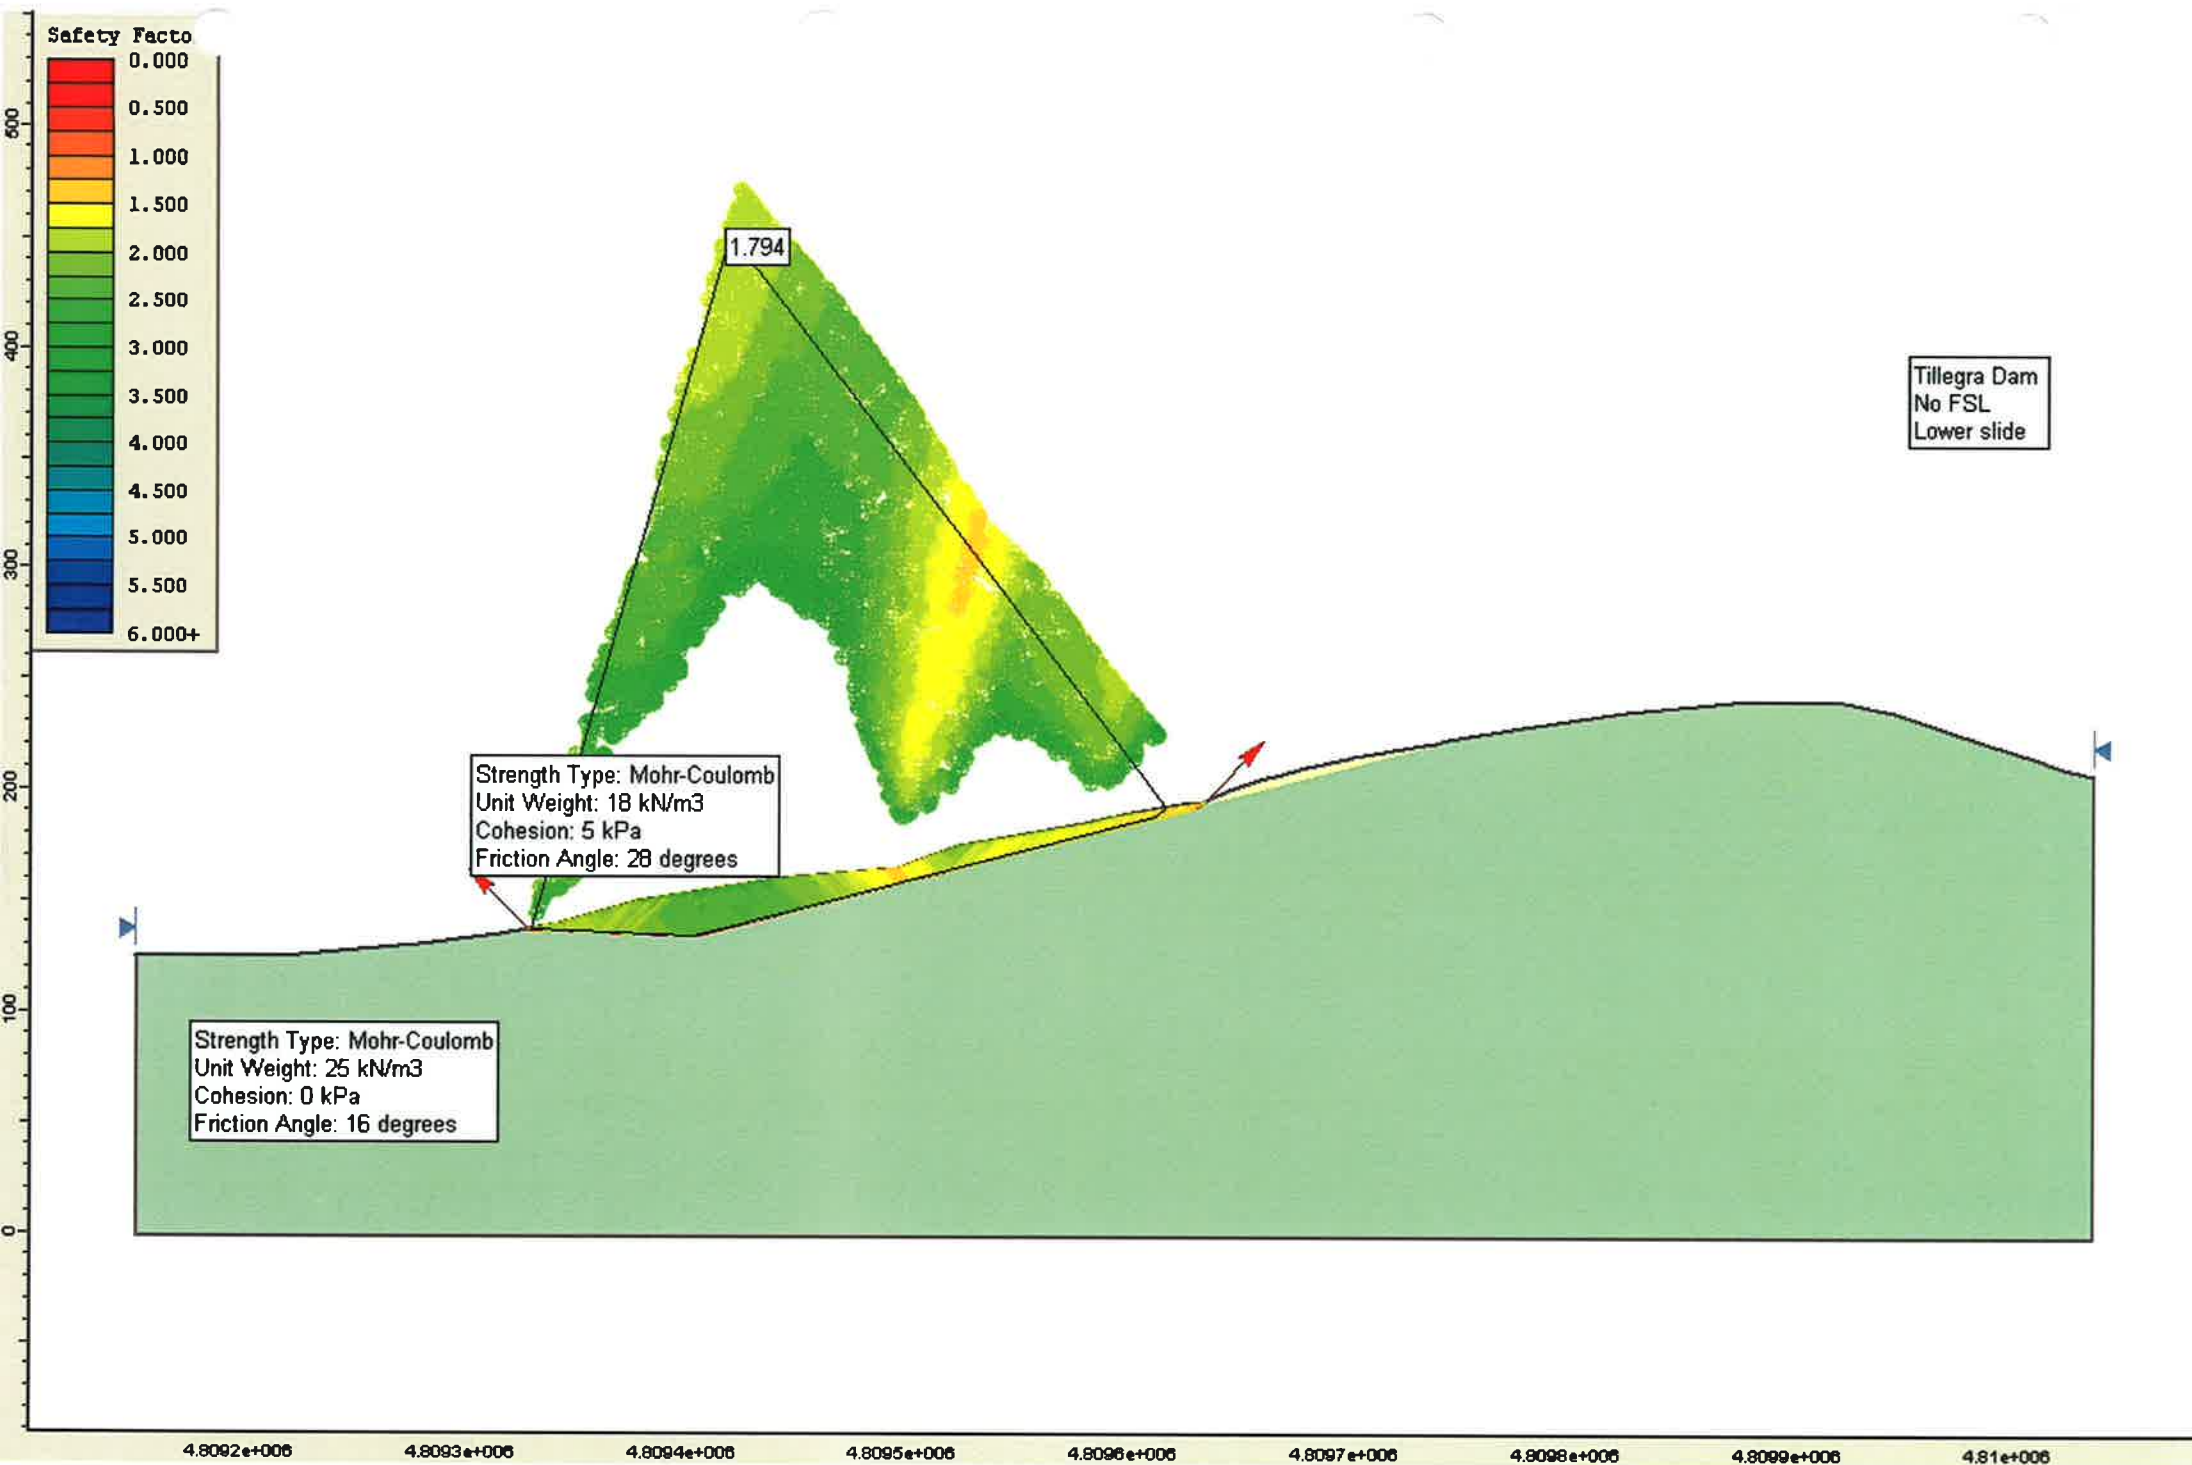 Safety Facto
0.000
0.500
1.000
1.500
2.000
2.500
3.000
3.500
4.000
4.500
5.000
5.500
6.000+
500
400
300
200
100
0
1.794
Tillegra Dam
No FSL
Lower slide
Strength Type: Mohr-Coulomb
Unit Weight: 18 kN/m3
Cohesion: 5 kPa
Friction Angle: 28 degrees
Strength Type: Mohr-Coulomb
Unit Weight: 25 kN/m3
Cohesion: 0 kPa
Friction Angle: 16 degrees
4.8092e+006
4.8093e+006
4.8094e+006
4.8095e+006
4.8096e+006
4.8097e+006
4.8098e+006
4.8099e+006
4.81e+006